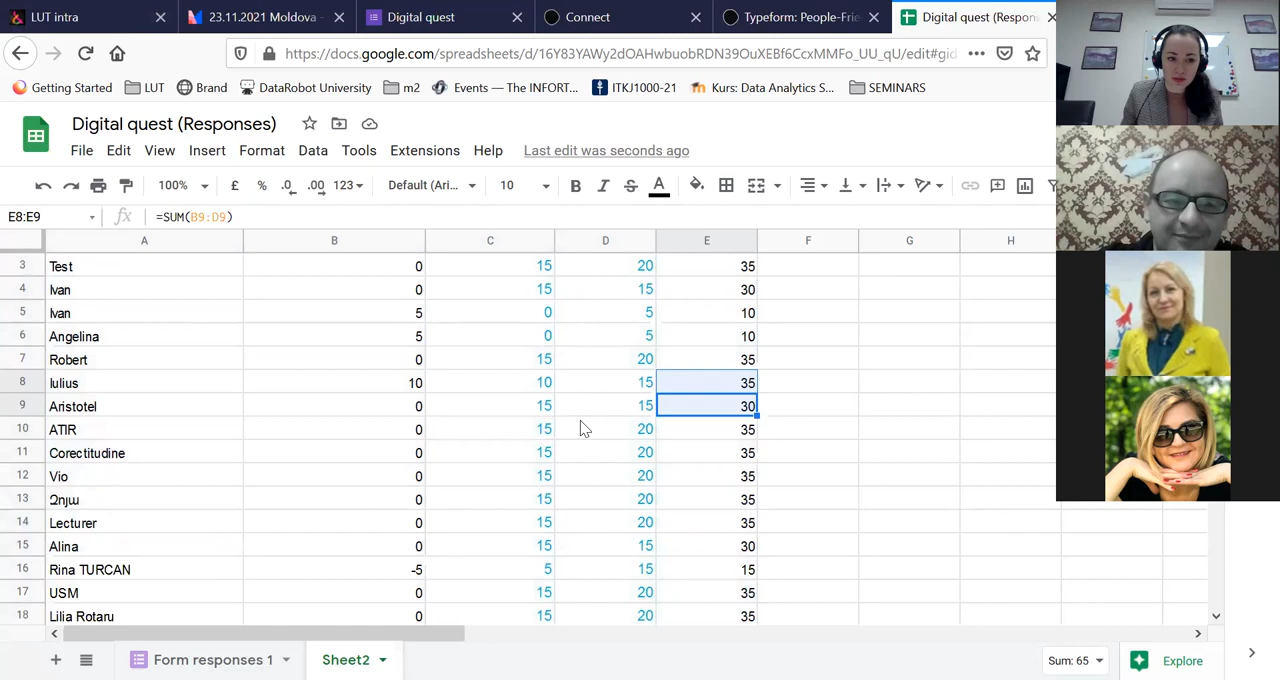 LUT intra
23.11.2021 Moldova -
Digital quest
Connect
Typeform: People-Frie
Digital quest (Respon
https://docs.google.com/spreadsheets/d/16Y83YAWy2dOAHwbuobRDN39OuXEBf6CcxMMFo_UU_qU/edit#gid
Getting Started LUT Brand DataRobot University m2 Events — The INFORT... ITKJ1000-21 Kurs: Data Analytics S... SEMINARS
Digital quest (Responses)
File Edit View Insert Format Data Tools Extensions Help Last edit was seconds ago
100% £ % .0 .00 123 Default (Ari... 10 B I S A
E8:E9 fx =SUM(B9:D9)
A B C D E F G H
3 Test 0 15 20 35
4 Ivan 0 15 15 30
5 Ivan 5 0 5 10
6 Angelina 5 0 5 10
7 Robert 0 15 20 35
8 Iulius 10 10 15 35
9 Aristotel 0 15 15 30
10 ATIR 0 15 20 35
11 Corectitudine 0 15 20 35
12 Vio 0 15 20 35
13 Զոյա 0 15 20 35
14 Lecturer 0 15 20 35
15 Alina 0 15 15 30
16 Rina TURCAN -5 5 15 15
17 USM 0 15 20 35
18 Lilia Rotaru 0 15 20 35
Form responses 1 Sheet2 Sum: 65 Explore